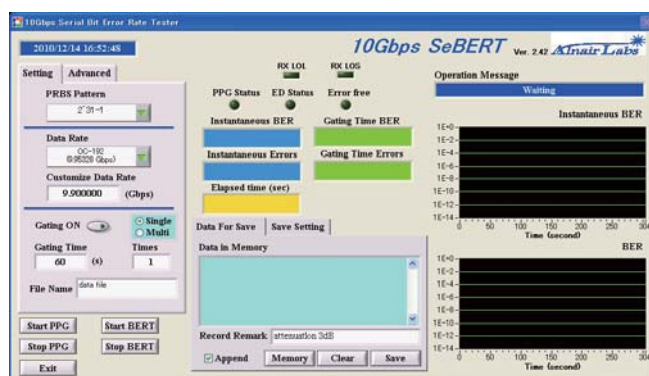 10Gbps Serial Bit Error Rate Tester
2010/12/14 16:52:48
10Gbps SeBERT Ver. 2.42 Alnair Labs
Setting Advanced
PRBS Pattern
2^31-1
Data Rate
OC-192
(9.95328 Gbps)
Customize Data Rate
9.900000 (Gbps)
Gating ON
Single
Multi
Gating Time Times
60 (s) 1
File Name data file
Start PPG Start BERT
Stop PPG Stop BERT
Exit
RX LOL RX LOS
PPG Status ED Status Error free
Instantaneous BER Gating Time BER
Instantaneous Errors Gating Time Errors
Elapsed time (sec)
Data For Save Save Setting
Data in Memory
Record Remark attenuation 3dB
Append Memory Clear Save
Operation Message
Waiting
Instantaneous BER
1E+0
1E-2
1E-4
1E-6
1E-8
1E-10
1E-12
1E-14
0 50 100 150 200 250 300
Time (second)
BER
1E+0
1E-2
1E-4
1E-6
1E-8
1E-10
1E-12
1E-14
0 50 100 150 200 250 300
Time (second)